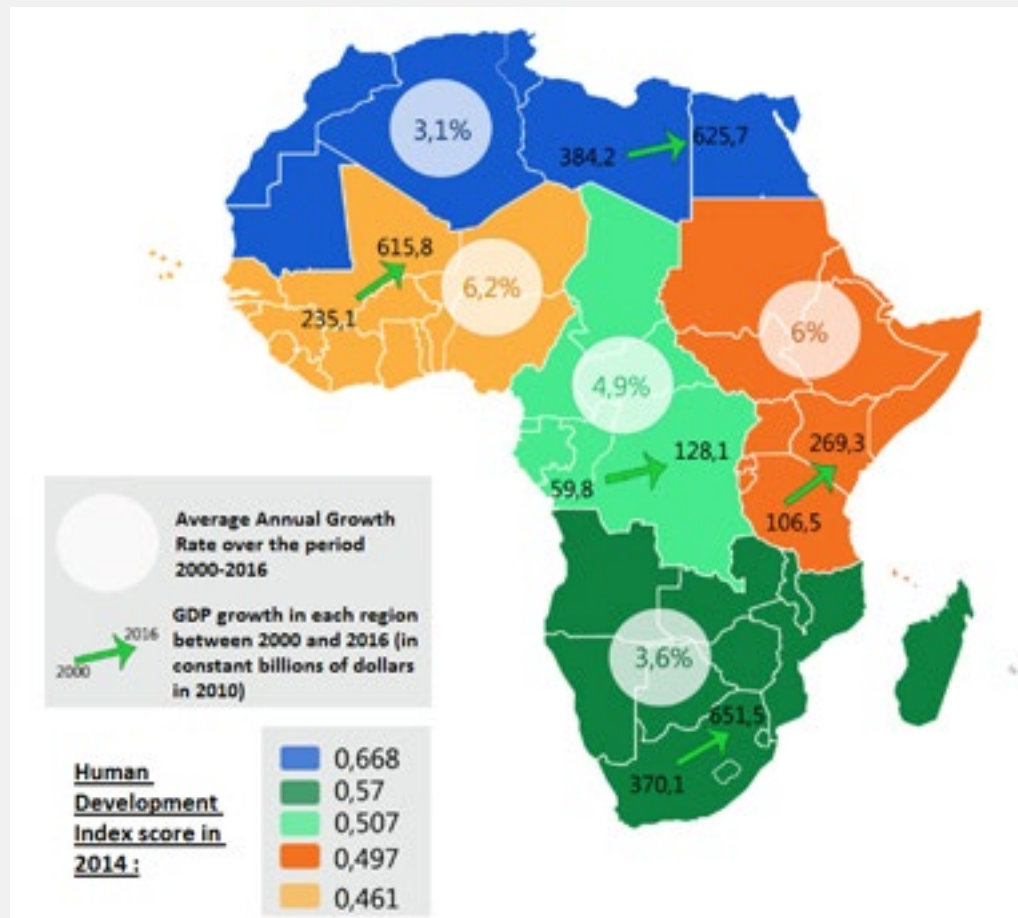 3,1%
384,2
625,7
615,8
235,1
6,2%
6%
4,9%
128,1
59,8
269,3
106,5
3,6%
651,5
370,1
Average Annual Growth
Rate over the period
2000-2016
2016
2000
GDP growth in each region
between 2000 and 2016 (in
constant billions of dollars
in 2010)
Human
Development
Index score in
2014 :
0,668
0,57
0,507
0,497
0,461